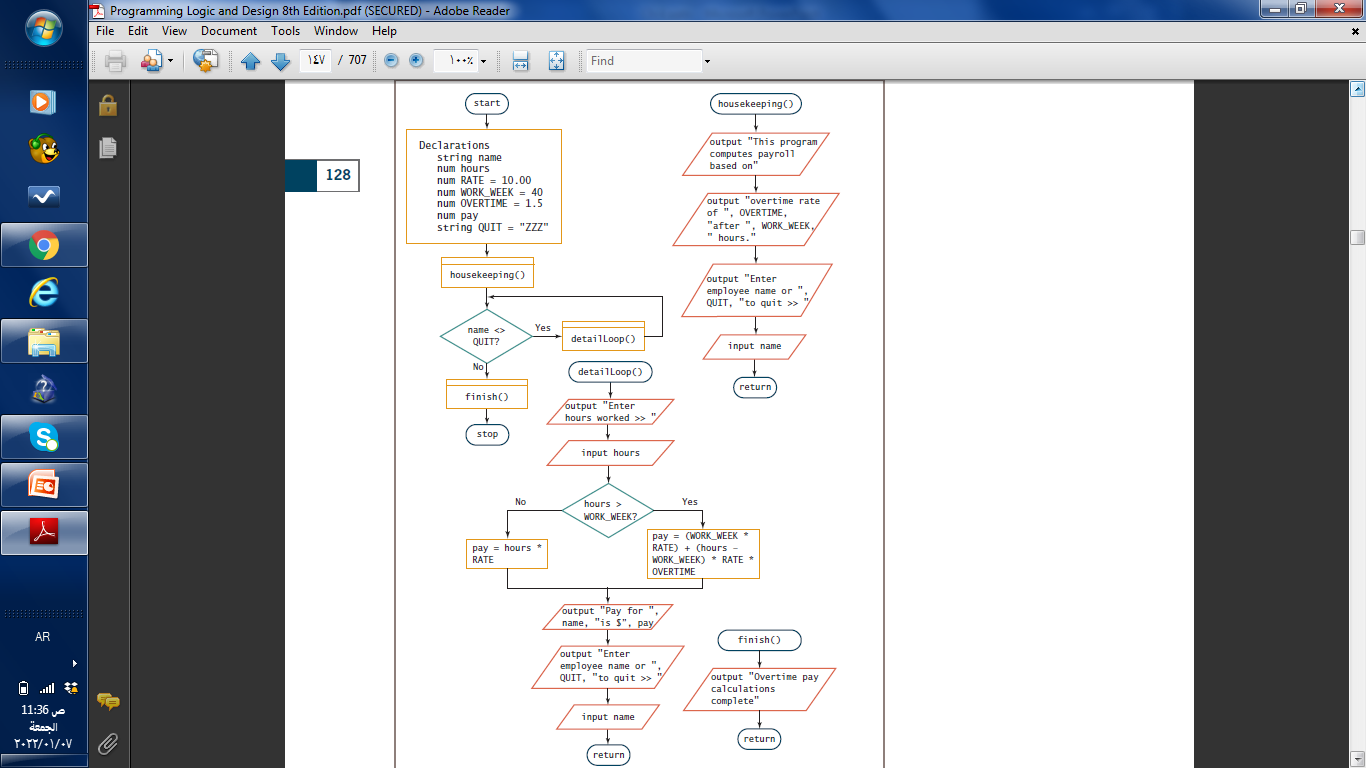 Programming Logic and Design 8th Edition.pdf (SECURED) - Adobe Reader
File Edit View Document Tools Window Help
١٤٧ / 707
١٠٠٪
Find
128
start
Declarations
string name
num hours
num RATE = 10.00
num WORK_WEEK = 40
num OVERTIME = 1.5
num pay
string QUIT = "ZZZ"
housekeeping()
name <>
QUIT?
Yes
detailLoop()
No
finish()
stop
housekeeping()
output "This program
computes payroll
based on"
output "overtime rate
of ", OVERTIME,
"after ", WORK_WEEK,
" hours."
output "Enter
employee name or ",
QUIT, "to quit >> "
input name
return
detailLoop()
output "Enter
hours worked >> "
input hours
hours >
WORK_WEEK?
No
Yes
pay = hours *
RATE
pay = (WORK_WEEK *
RATE) + (hours –
WORK_WEEK) * RATE *
OVERTIME
output "Pay for ",
name, "is $", pay
output "Enter
employee name or ",
QUIT, "to quit >> "
input name
return
finish()
output "Overtime pay
calculations
complete"
return
AR
11:36 ص
الجمعة
٢٠٢٢/٠١/٠٧